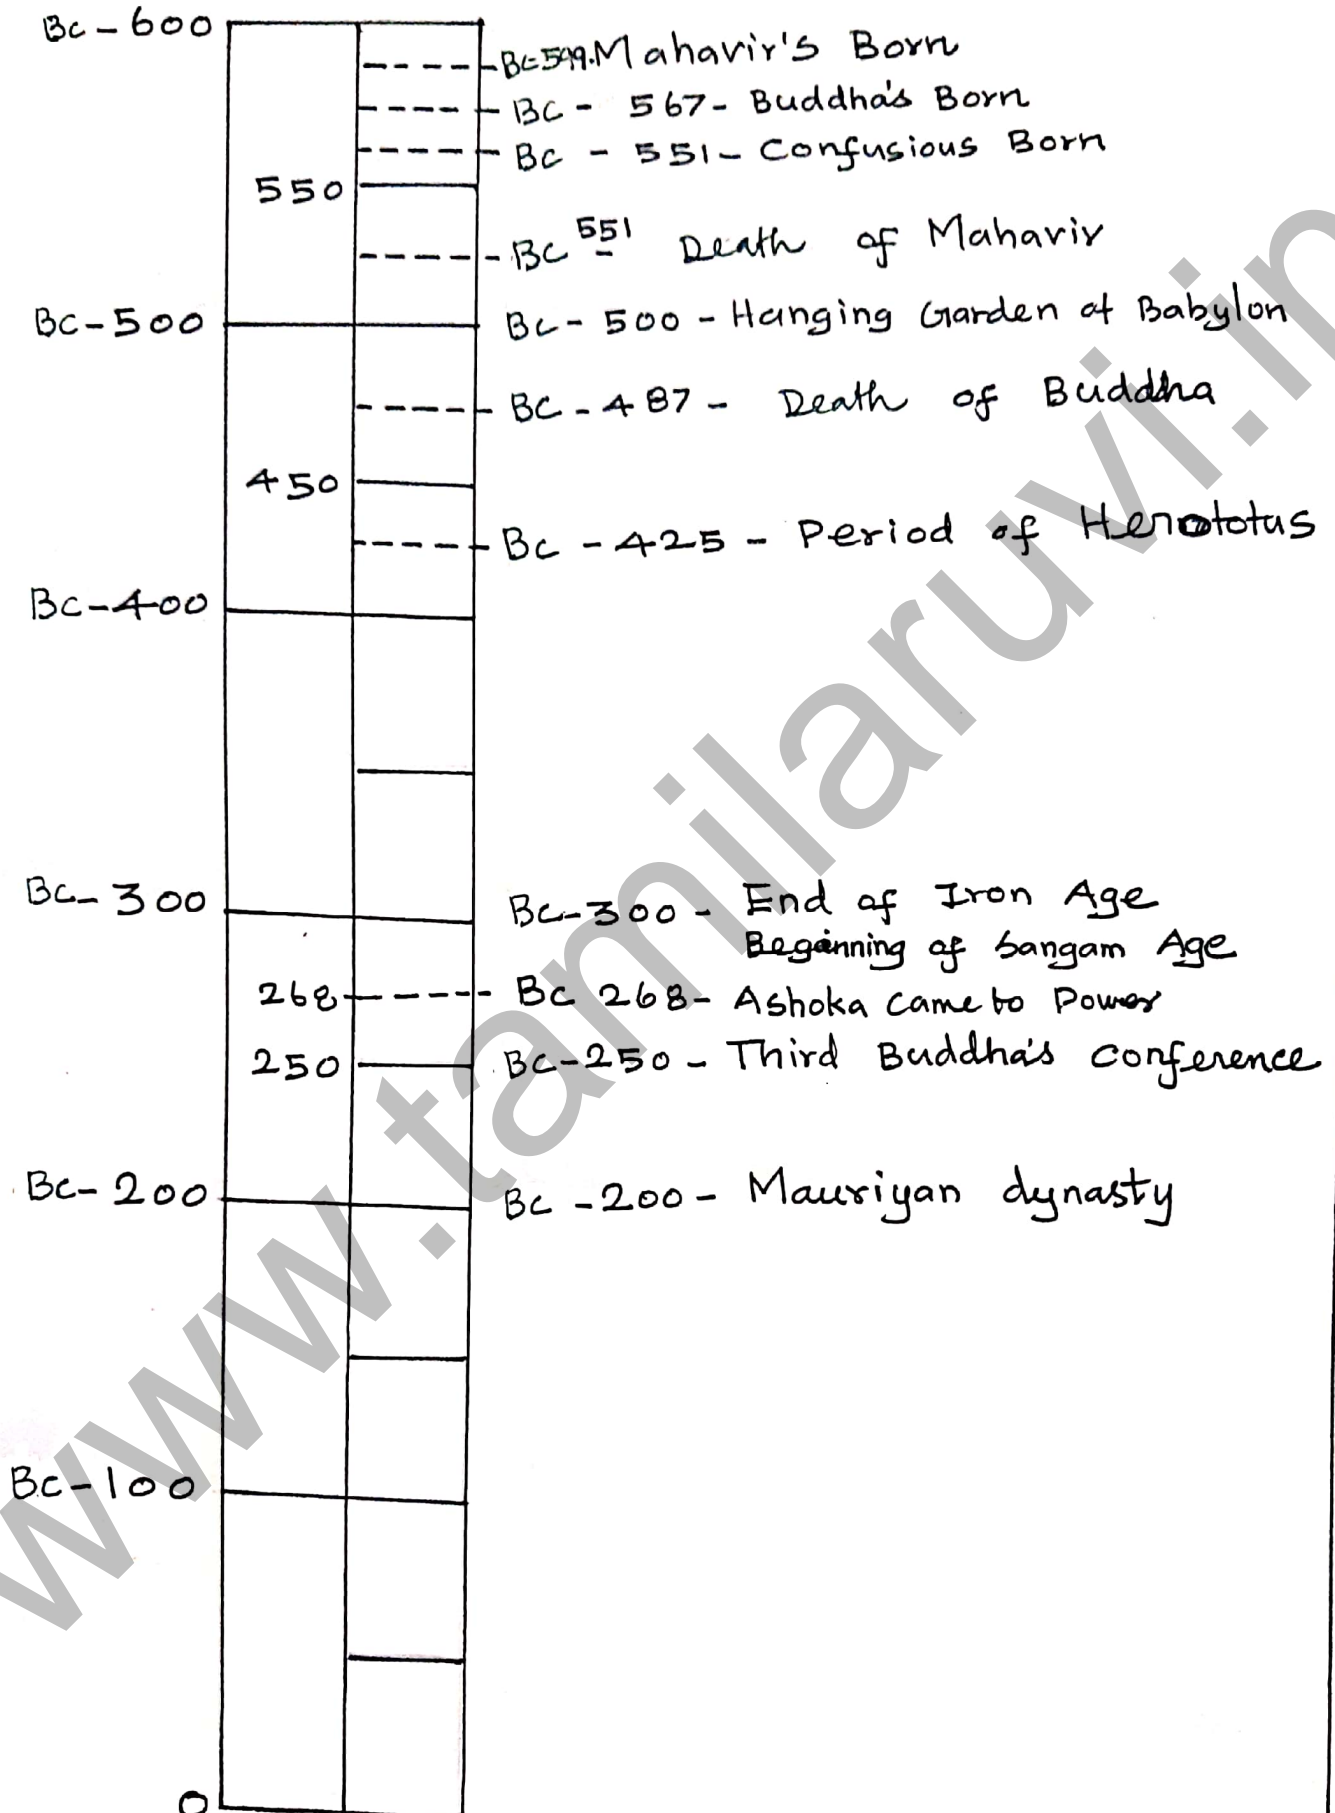 Bc - 600
Bc-599. Mahavir's Born
Bc - 567 - Buddha's Born
Bc - 551 - Confusious Born
550
Bc 551 Death of Mahavir
Bc - 500
Bc - 500 - Hanging Garden of Babylon
Bc - 487 - Death of Buddha
450
Bc - 425 - Period of Herototus
Bc - 400
Bc - 300
Bc - 300 - End of Iron Age
Beginning of Sangam Age
268
Bc 268 - Ashoka came to Power
250
Bc - 250 - Third Buddha's conference
Bc - 200
Bc - 200 - Mauriyan dynasty
B.c - 100
0
www.tamilaruvi.in